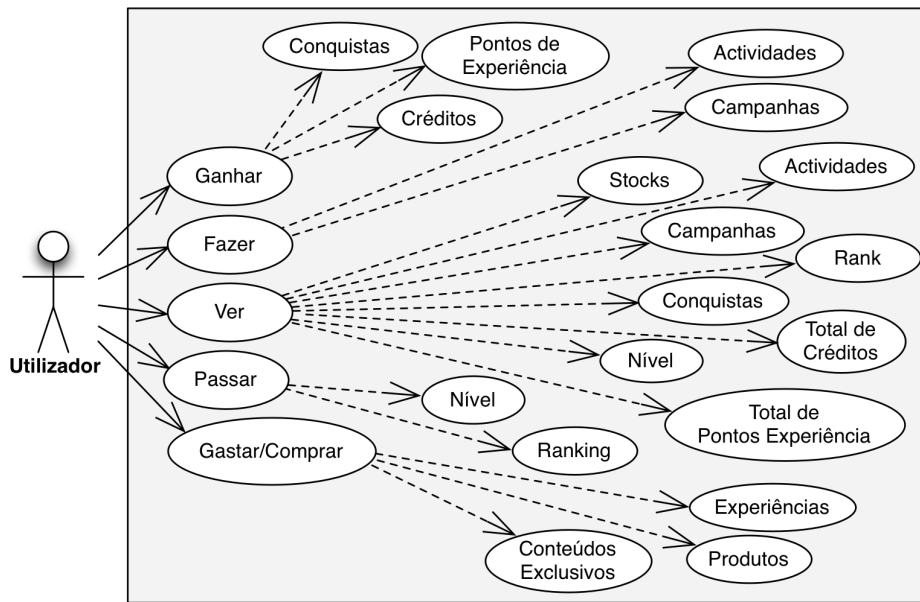 Conquistas
Pontos de
Experiência
Actividades
Campanhas
Créditos
Ganhar
Stocks
Actividades
Fazer
Campanhas
Rank
Ver
Conquistas
Total de
Créditos
Nível
Utilizador
Passar
Nível
Total de
Pontos Experiência
Gastar/Comprar
Ranking
Experiências
Conteúdos
Exclusivos
Produtos